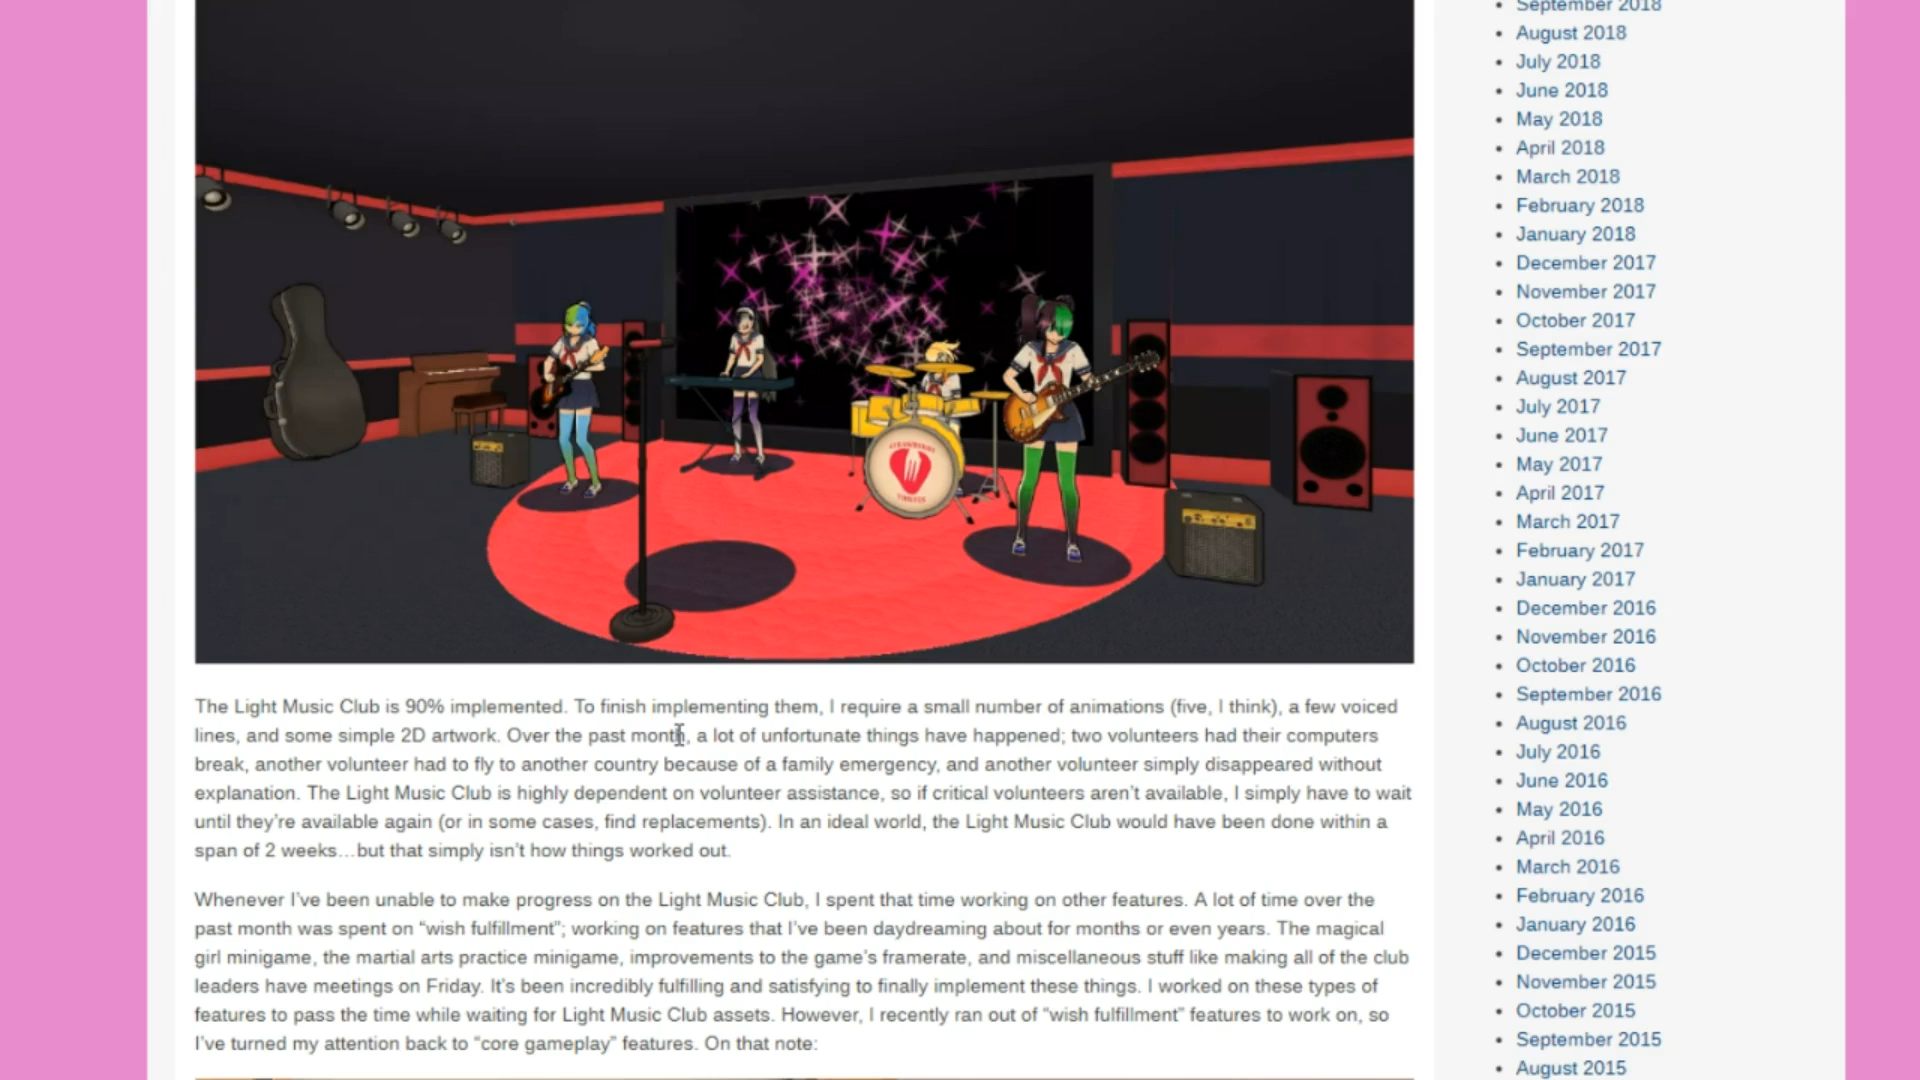 The Light Music Club is 90% implemented. To finish implementing them, I require a small number of animations (five, I think), a few voiced
lines, and some simple 2D artwork. Over the past month, a lot of unfortunate things have happened; two volunteers had their computers
break, another volunteer had to fly to another country because of a family emergency, and another volunteer simply disappeared without
explanation. The Light Music Club is highly dependent on volunteer assistance, so if critical volunteers aren't available, I simply have to wait
until they're available again (or in some cases, find replacements). In an ideal world, the Light Music Club would have been done within a
span of 2 weeks…but that simply isn't how things worked out.
Whenever I've been unable to make progress on the Light Music Club, I spent that time working on other features. A lot of time over the
past month was spent on “wish fulfillment”; working on features that I've been daydreaming about for months or even years. The magical
girl minigame, the martial arts practice minigame, improvements to the game's framerate, and miscellaneous stuff like making all of the club
leaders have meetings on Friday. It's been incredibly fulfilling and satisfying to finally implement these things. I worked on these types of
features to pass the time while waiting for Light Music Club assets. However, I recently ran out of “wish fulfillment” features to work on, so
I've turned my attention back to “core gameplay” features. On that note:
September 2018
August 2018
July 2018
June 2018
May 2018
April 2018
March 2018
February 2018
January 2018
December 2017
November 2017
October 2017
September 2017
August 2017
July 2017
June 2017
May 2017
April 2017
March 2017
February 2017
January 2017
December 2016
November 2016
October 2016
September 2016
August 2016
July 2016
June 2016
May 2016
April 2016
March 2016
February 2016
January 2016
December 2015
November 2015
October 2015
September 2015
August 2015